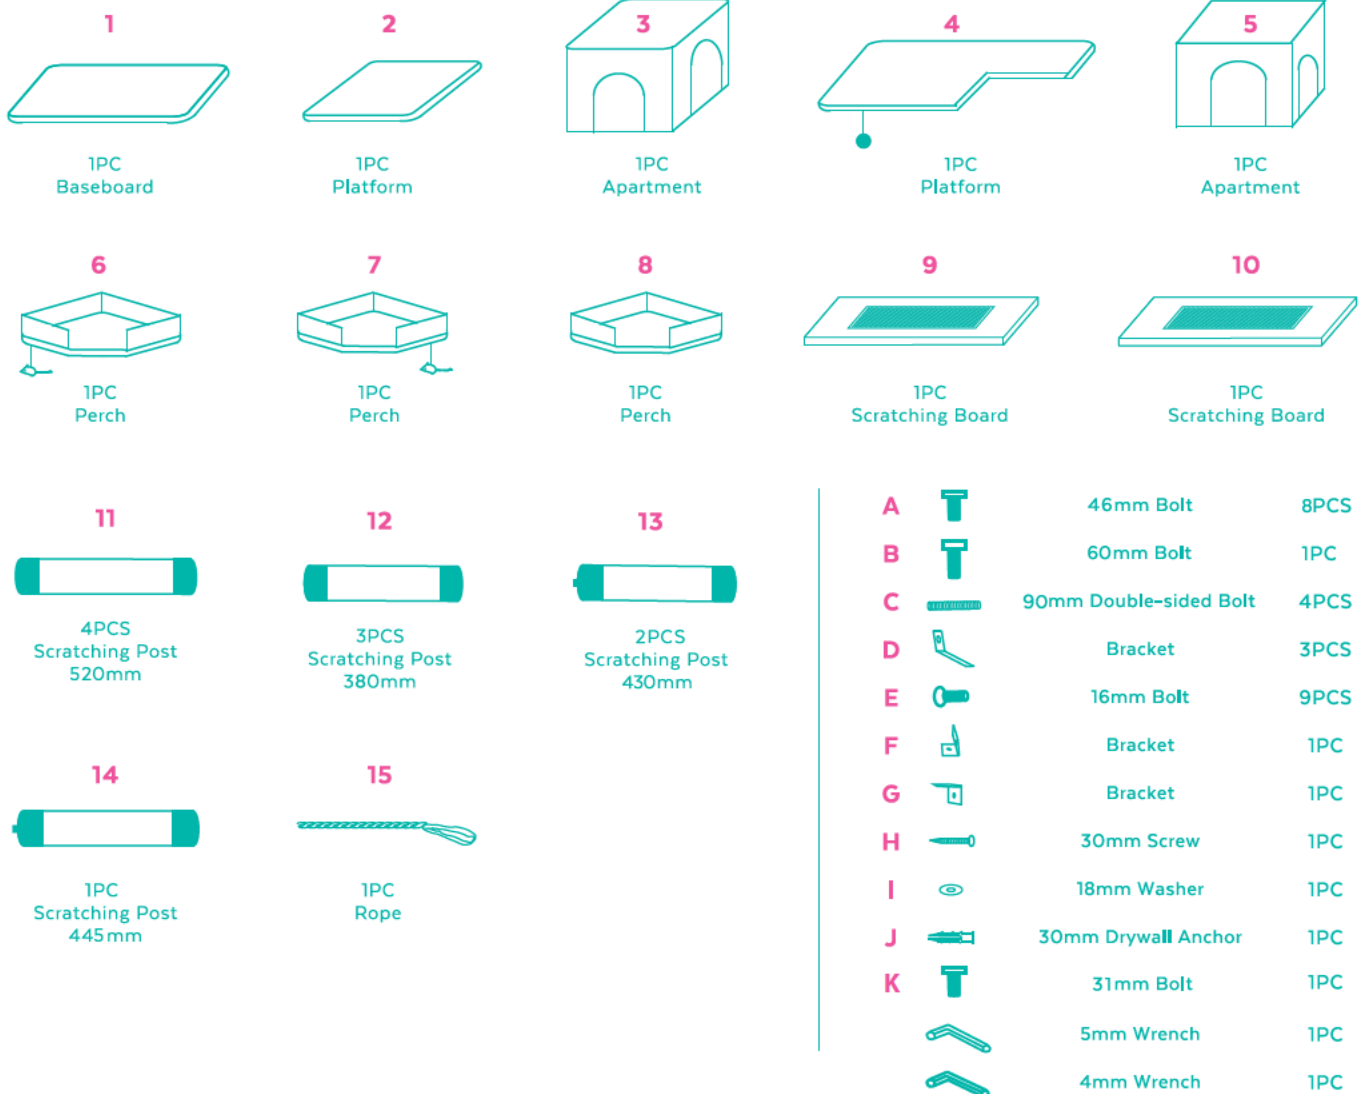 1
2
3
4
5
1PC
Baseboard
1PC
Platform
1PC
Apartment
1PC
Platform
1PC
Apartment
6
7
8
9
10
1PC
Perch
1PC
Perch
1PC
Perch
1PC
Scratching Board
1PC
Scratching Board
11
12
13
4PCS
Scratching Post
520mm
3PCS
Scratching Post
380mm
2PCS
Scratching Post
430mm
14
15
1PC
Scratching Post
445mm
1PC
Rope
A 46mm Bolt 8PCS
B 60mm Bolt 1PC
C 90mm Double-sided Bolt 4PCS
D Bracket 3PCS
E 16mm Bolt 9PCS
F Bracket 1PC
G Bracket 1PC
H 30mm Screw 1PC
I 18mm Washer 1PC
J 30mm Drywall Anchor 1PC
K 31mm Bolt 1PC
5mm Wrench 1PC
4mm Wrench 1PC